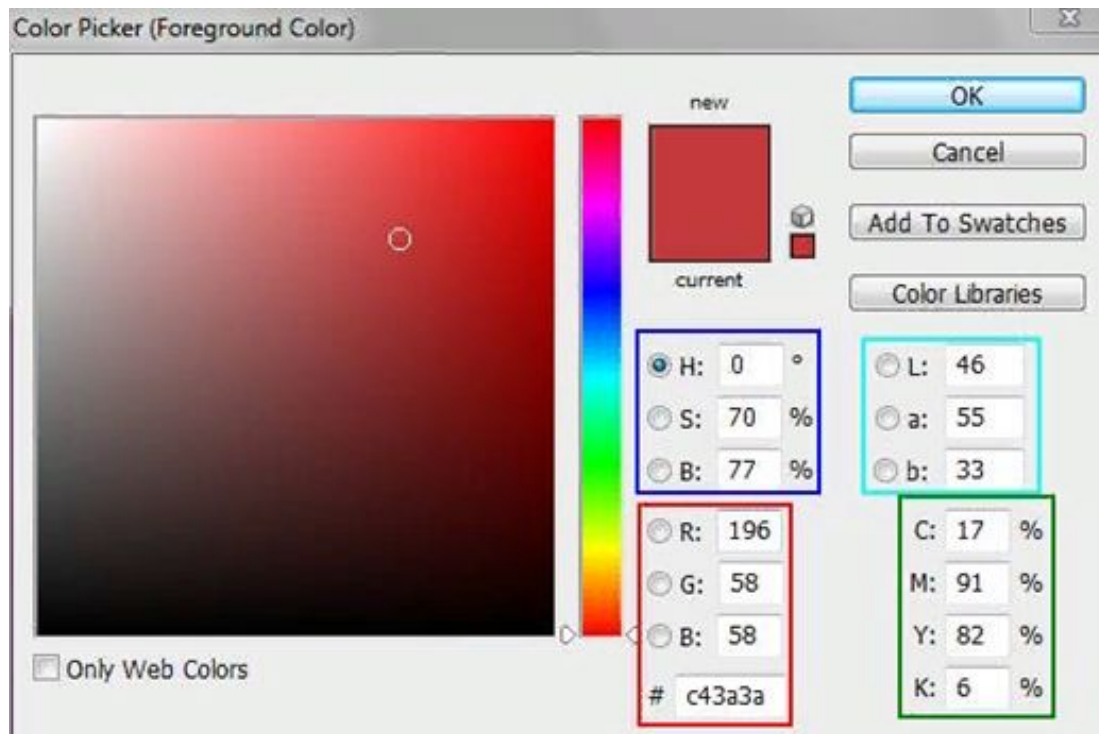 Color Picker (Foreground Color)
new
current
OK
Cancel
Add To Swatches
Color Libraries
H: 0 °
S: 70 %
B: 77 %
R: 196
G: 58
B: 58
# c43a3a
L: 46
a: 55
b: 33
C: 17 %
M: 91 %
Y: 82 %
K: 6 %
Only Web Colors